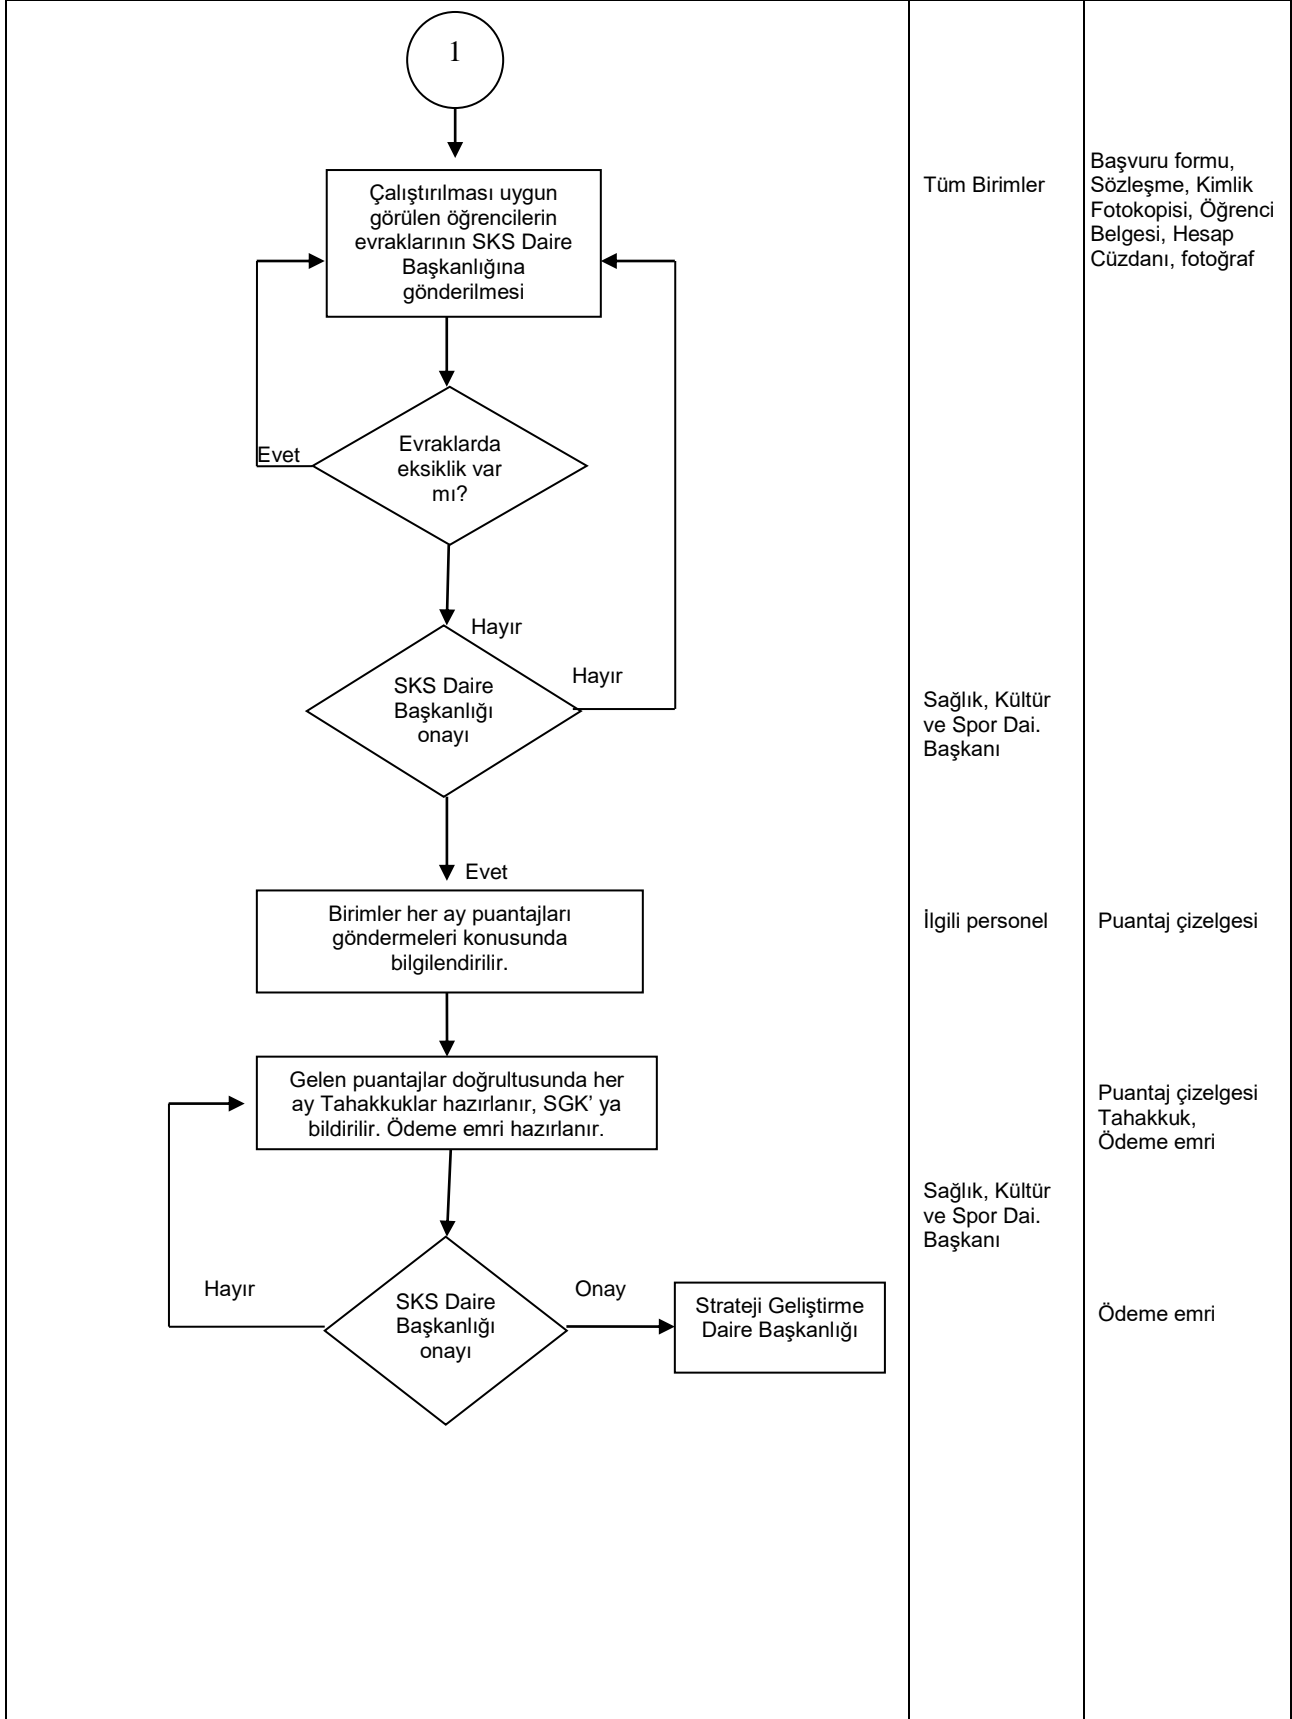 1
Çalıştırılması uygun
görülen öğrencilerin
evraklarının SKS Daire
Başkanlığına
gönderilmesi
Tüm Birimler
Başvuru formu,
Sözleşme, Kimlik
Fotokopisi, Öğrenci
Belgesi, Hesap
Cüzdanı, fotoğraf
Evet
Evraklarda
eksiklik var
mı?
Hayır
Hayır
SKS Daire
Başkanlığı
onayı
Sağlık, Kültür
ve Spor Dai.
Başkanı
Evet
Birimler her ay puantajları
göndermeleri konusunda
bilgilendirilir.
İlgili personel
Puantaj çizelgesi
Gelen puantajlar doğrultusunda her
ay Tahakkuklar hazırlanır, SGK’ ya
bildirilir. Ödeme emri hazırlanır.
Puantaj çizelgesi
Tahakkuk,
Ödeme emri
Sağlık, Kültür
ve Spor Dai.
Başkanı
Hayır
SKS Daire
Başkanlığı
onayı
Onay
Strateji Geliştirme
Daire Başkanlığı
Ödeme emri